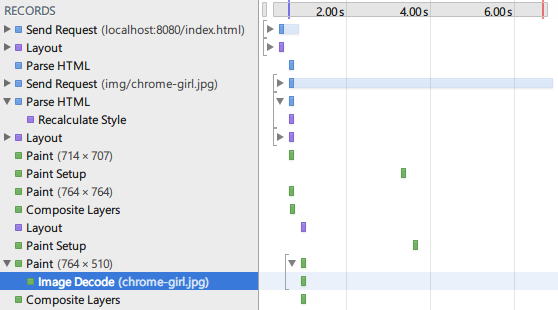 RECORDS
2.00 s 4.00 s 6.00 s
Send Request (localhost:8080/index.html)
Layout
Parse HTML
Send Request (img/chrome-girl.jpg)
Parse HTML
Recalculate Style
Layout
Paint (714 × 707)
Paint Setup
Paint (764 × 764)
Composite Layers
Layout
Paint Setup
Paint (764 × 510)
Image Decode (chrome-girl.jpg)
Composite Layers